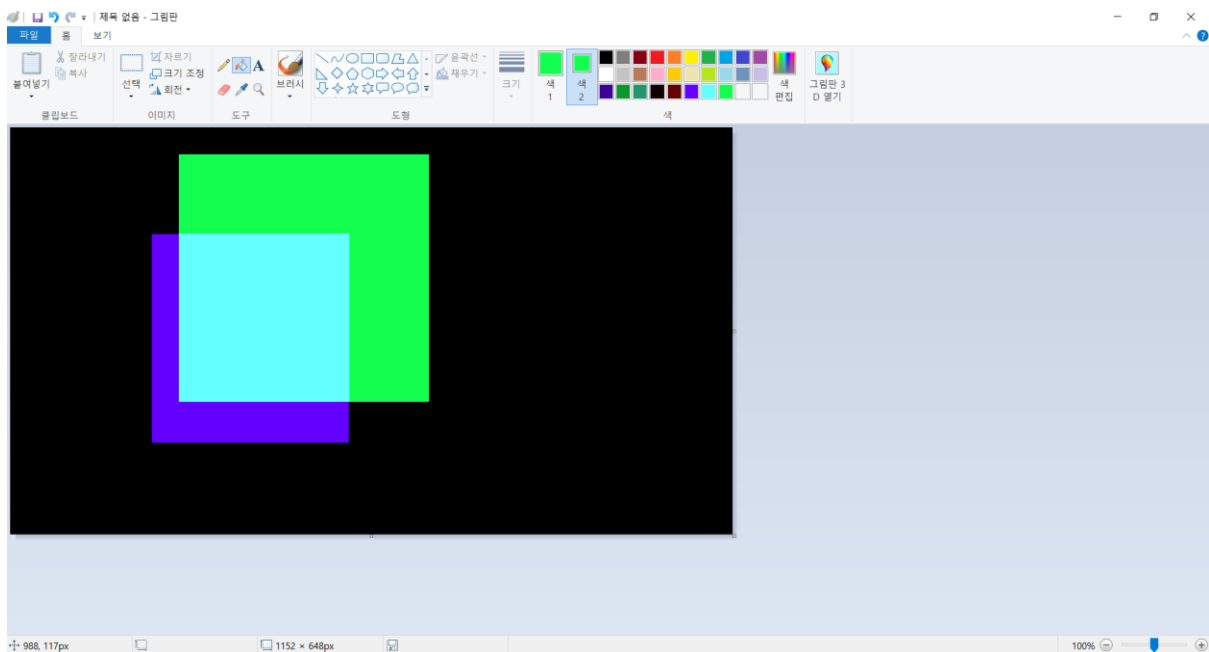 제목 없음 - 그림판
파일 홈 보기
붙여넣기
잘라내기
복사
클립보드
선택
자르기
크기 조정
회전
이미지
A
도구
브러시
윤곽선
채우기
도형
크기
색
1
색
2
색
편집
색
그림판 3
D 열기
988, 117px
1152 × 648px
100%